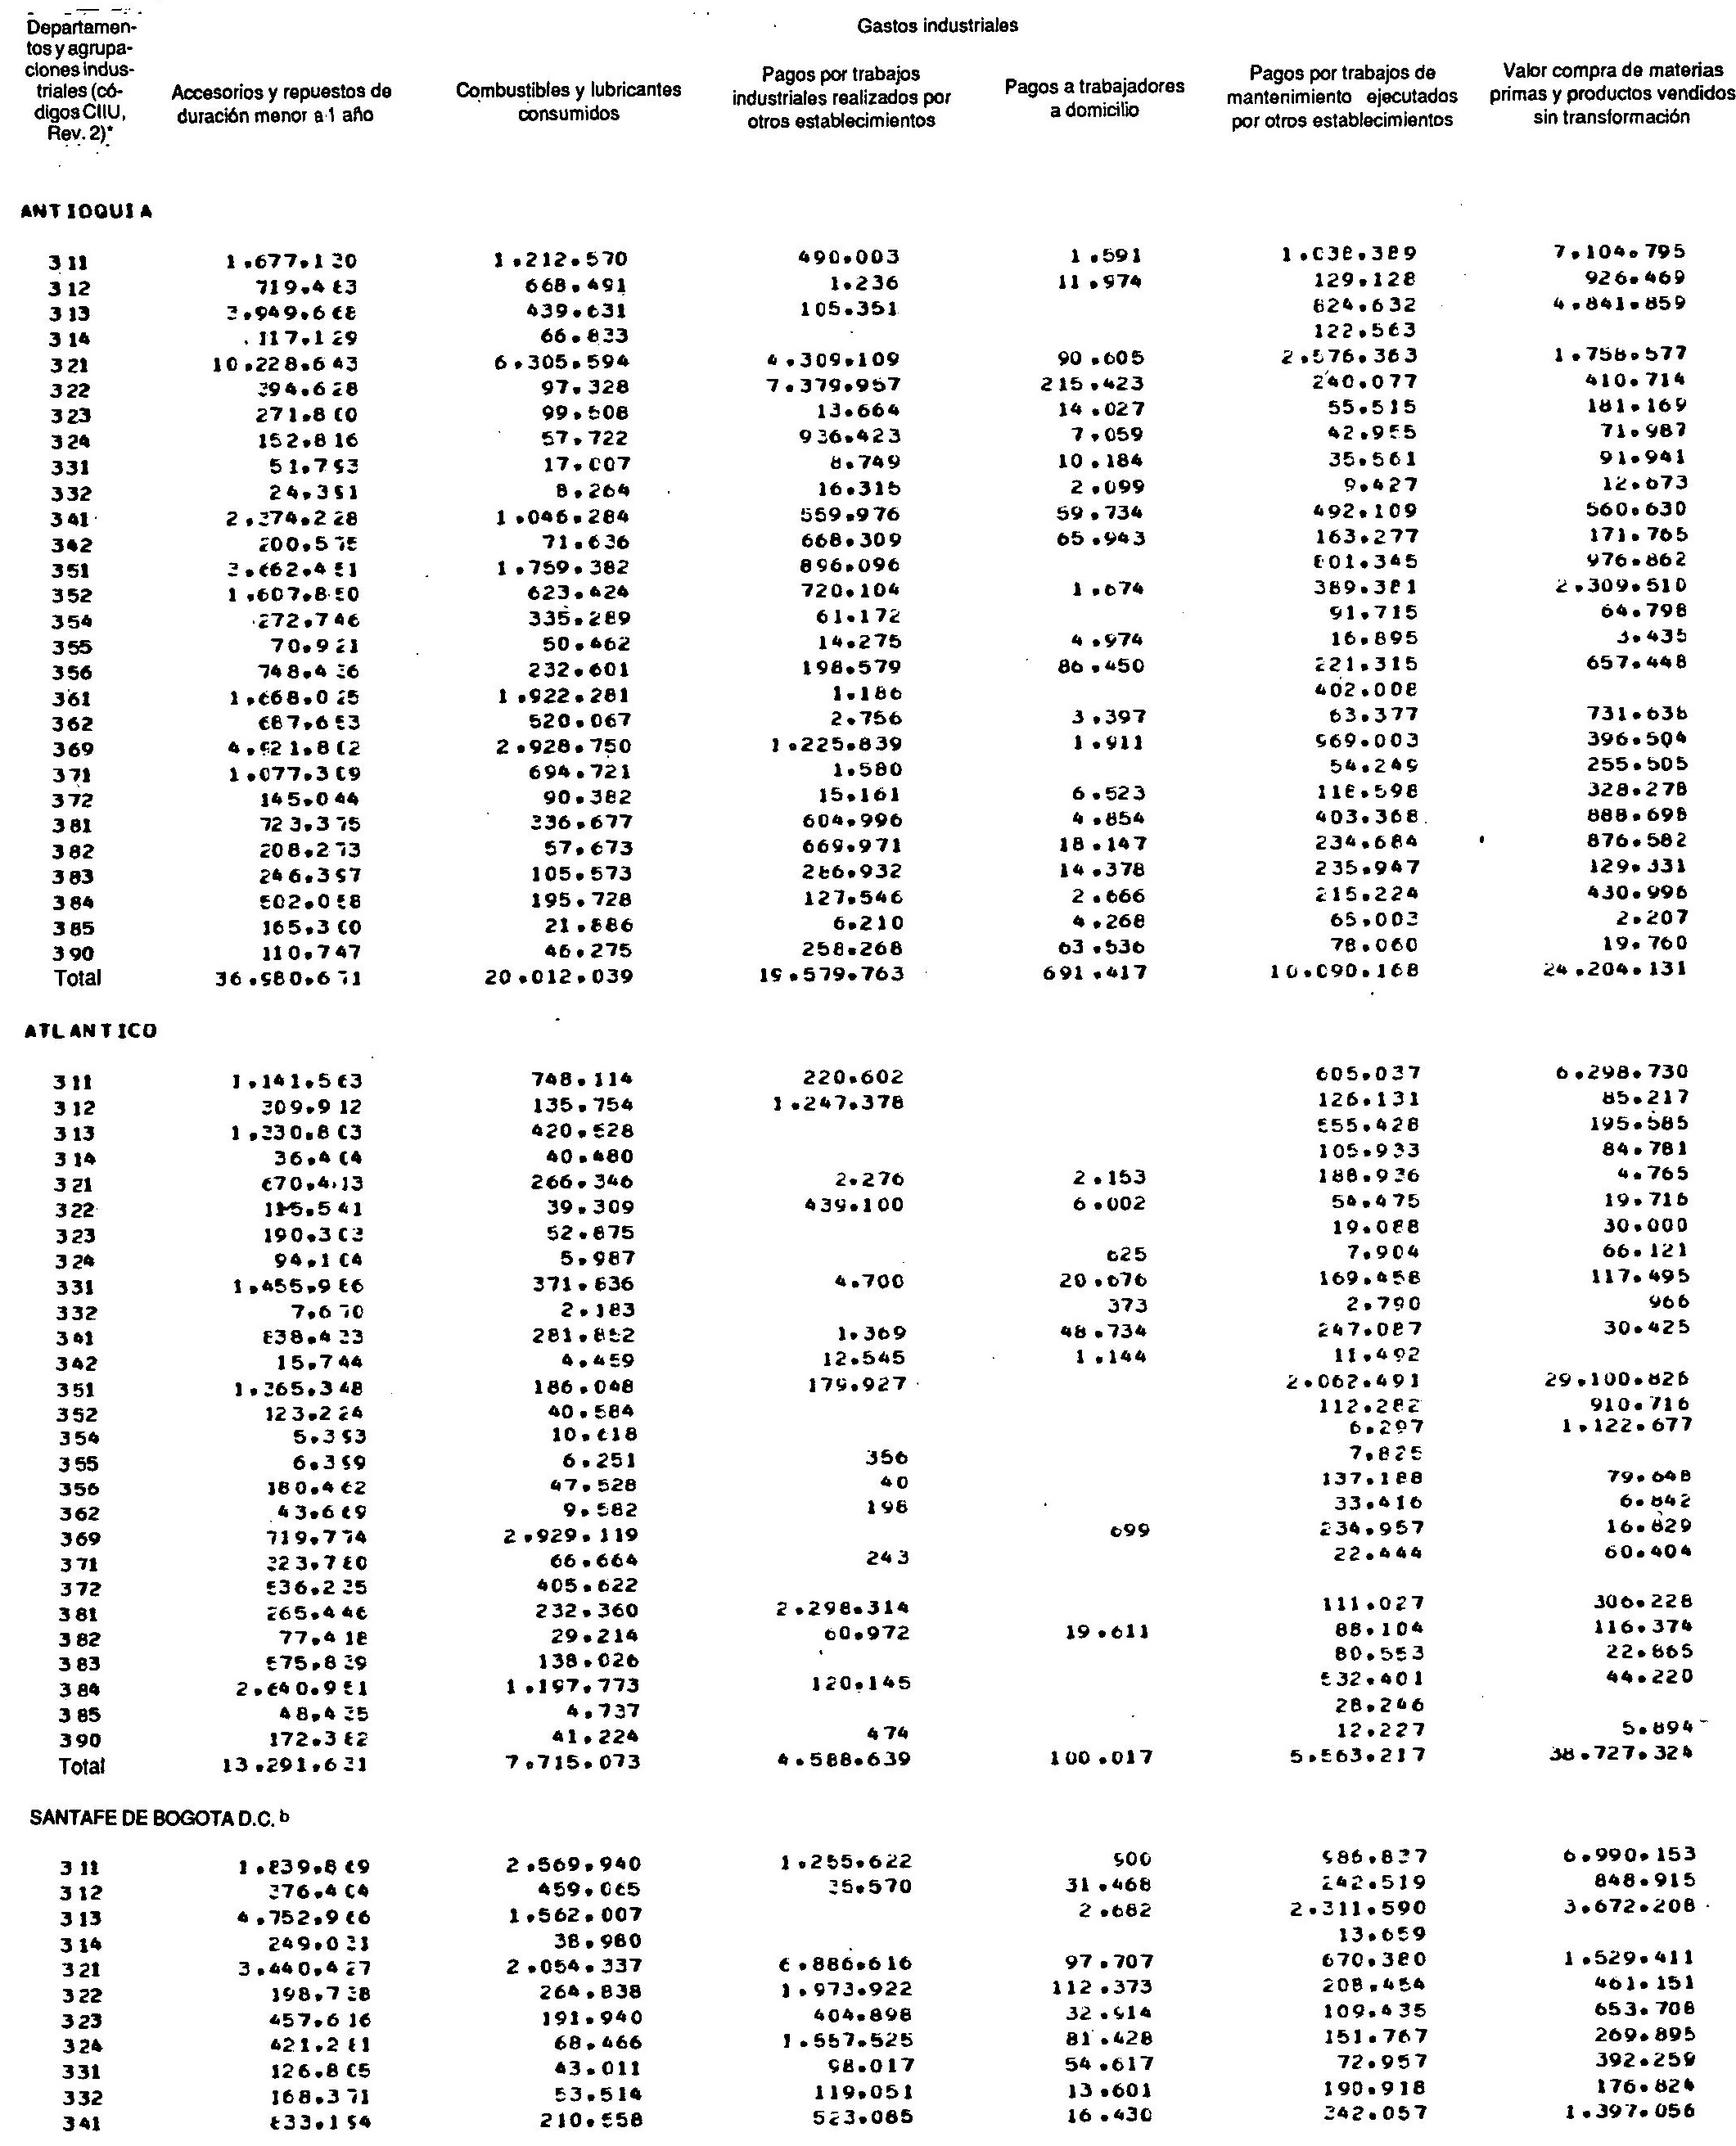 Gastos industriales
Departamen-
tos y agrupa-
ciones indus-
triales (có-
digos CIIU,
Rev. 2)*
Accesorios y repuestos de
duración menor a 1 año
Combustibles y lubricantes
consumidos
Pagos por trabajos
industriales realizados por
otros establecimientos
Pagos a trabajadores
a domicilio
Pagos por trabajos de
mantenimiento ejecutados
por otros establecimientos
Valor compra de materias
primas y productos vendidos
sin transformación
ANTIOQUIA
311 1.677.130 1.212.570 490.003 1.591 1.038.389 7.104.795
312 719.463 668.491 1.236 11.974 129.128 926.469
313 3.949.668 439.631 105.351 824.632 4.841.859
314 117.129 66.833 122.563
321 10.228.643 6.305.594 4.309.109 90.605 2.576.363 1.758.577
322 394.628 97.328 7.379.957 215.423 240.077 410.714
323 271.800 99.508 13.664 14.027 55.515 181.169
324 152.816 57.722 936.423 7.059 42.955 71.987
331 51.793 17.007 8.749 10.184 35.561 91.941
332 24.391 8.264 16.315 2.099 9.427 12.673
341 2.374.228 1.046.284 559.976 59.734 492.109 560.630
342 200.575 71.636 668.309 65.943 163.277 171.765
351 3.662.481 1.759.382 896.096 801.345 976.862
352 1.607.850 623.424 720.104 1.674 389.381 2.309.510
354 272.746 335.289 61.172 91.715 64.798
355 70.921 50.462 14.275 4.974 16.895 3.435
356 748.436 232.601 198.579 86.450 221.315 657.448
361 1.668.025 1.922.281 1.186 402.008
362 687.653 520.067 2.756 3.397 63.377 731.636
369 4.921.802 2.928.750 1.225.839 1.911 969.003 396.504
371 1.077.309 694.721 1.580 54.249 255.505
372 145.044 90.382 15.161 6.523 118.598 328.278
381 723.375 336.677 604.996 4.854 403.368 888.698
382 208.273 57.673 669.971 18.147 234.684 876.582
383 246.397 105.573 286.932 14.378 235.947 129.331
384 502.058 195.728 127.546 2.666 215.224 430.996
385 165.300 21.886 6.210 4.268 65.003 2.207
390 110.747 46.275 258.268 63.536 78.060 19.760
Total 36.980.671 20.012.039 19.579.763 691.417 10.090.168 24.204.131
ATLANTICO
311 1.141.563 748.114 220.602 605.037 6.298.730
312 309.912 135.754 1.247.378 126.131 85.217
313 1.330.803 420.528 555.428 195.585
314 36.404 40.480 105.933 84.781
321 670.413 266.346 2.276 2.153 188.936 4.765
322 115.541 39.309 439.100 6.002 54.475 19.716
323 190.303 52.875 19.088 30.000
324 94.104 5.987 625 7.904 66.121
331 1.455.986 371.636 4.700 20.676 169.458 117.495
332 7.670 2.183 373 2.790 966
341 838.433 281.852 1.369 48.734 247.087 30.425
342 15.744 4.459 12.545 1.144 11.492
351 1.365.348 186.048 179.927 2.062.491 29.100.826
352 123.224 40.584 112.282 910.716
354 5.393 10.618 6.297 1.122.677
355 6.399 6.251 356 7.825
356 180.462 47.528 40 137.188 79.648
362 43.669 9.582 198 33.416 6.842
369 719.774 2.929.119 699 234.957 16.829
371 323.780 66.664 243 22.444 60.404
372 536.235 405.622
381 265.446 232.360 2.298.314 111.027 306.228
382 77.418 29.214 60.972 19.611 88.104 116.374
383 575.839 138.026 80.553 22.865
384 2.640.951 1.197.773 120.145 532.401 44.220
385 48.435 4.737 28.246
390 172.382 41.224 474 12.227 5.894
Total 13.291.631 7.715.073 4.588.639 100.017 5.563.217 38.727.324
SANTAFE DE BOGOTA D.C. b
311 1.839.869 2.569.940 1.255.622 500 986.837 6.990.153
312 376.404 459.065 35.570 31.468 242.519 848.915
313 4.752.966 1.562.007 2.682 2.311.590 3.672.208
314 249.031 38.980 13.659
321 3.440.427 2.054.337 6.886.616 97.707 670.380 1.529.411
322 198.738 264.838 1.973.922 112.373 208.454 461.151
323 457.616 191.940 404.898 32.914 109.435 653.708
324 421.281 68.466 1.557.525 81.428 151.767 269.895
331 126.805 43.011 98.017 54.617 72.957 392.259
332 168.371 53.514 119.051 13.601 190.918 176.824
341 833.194 210.558 523.085 16.430 342.057 1.397.056